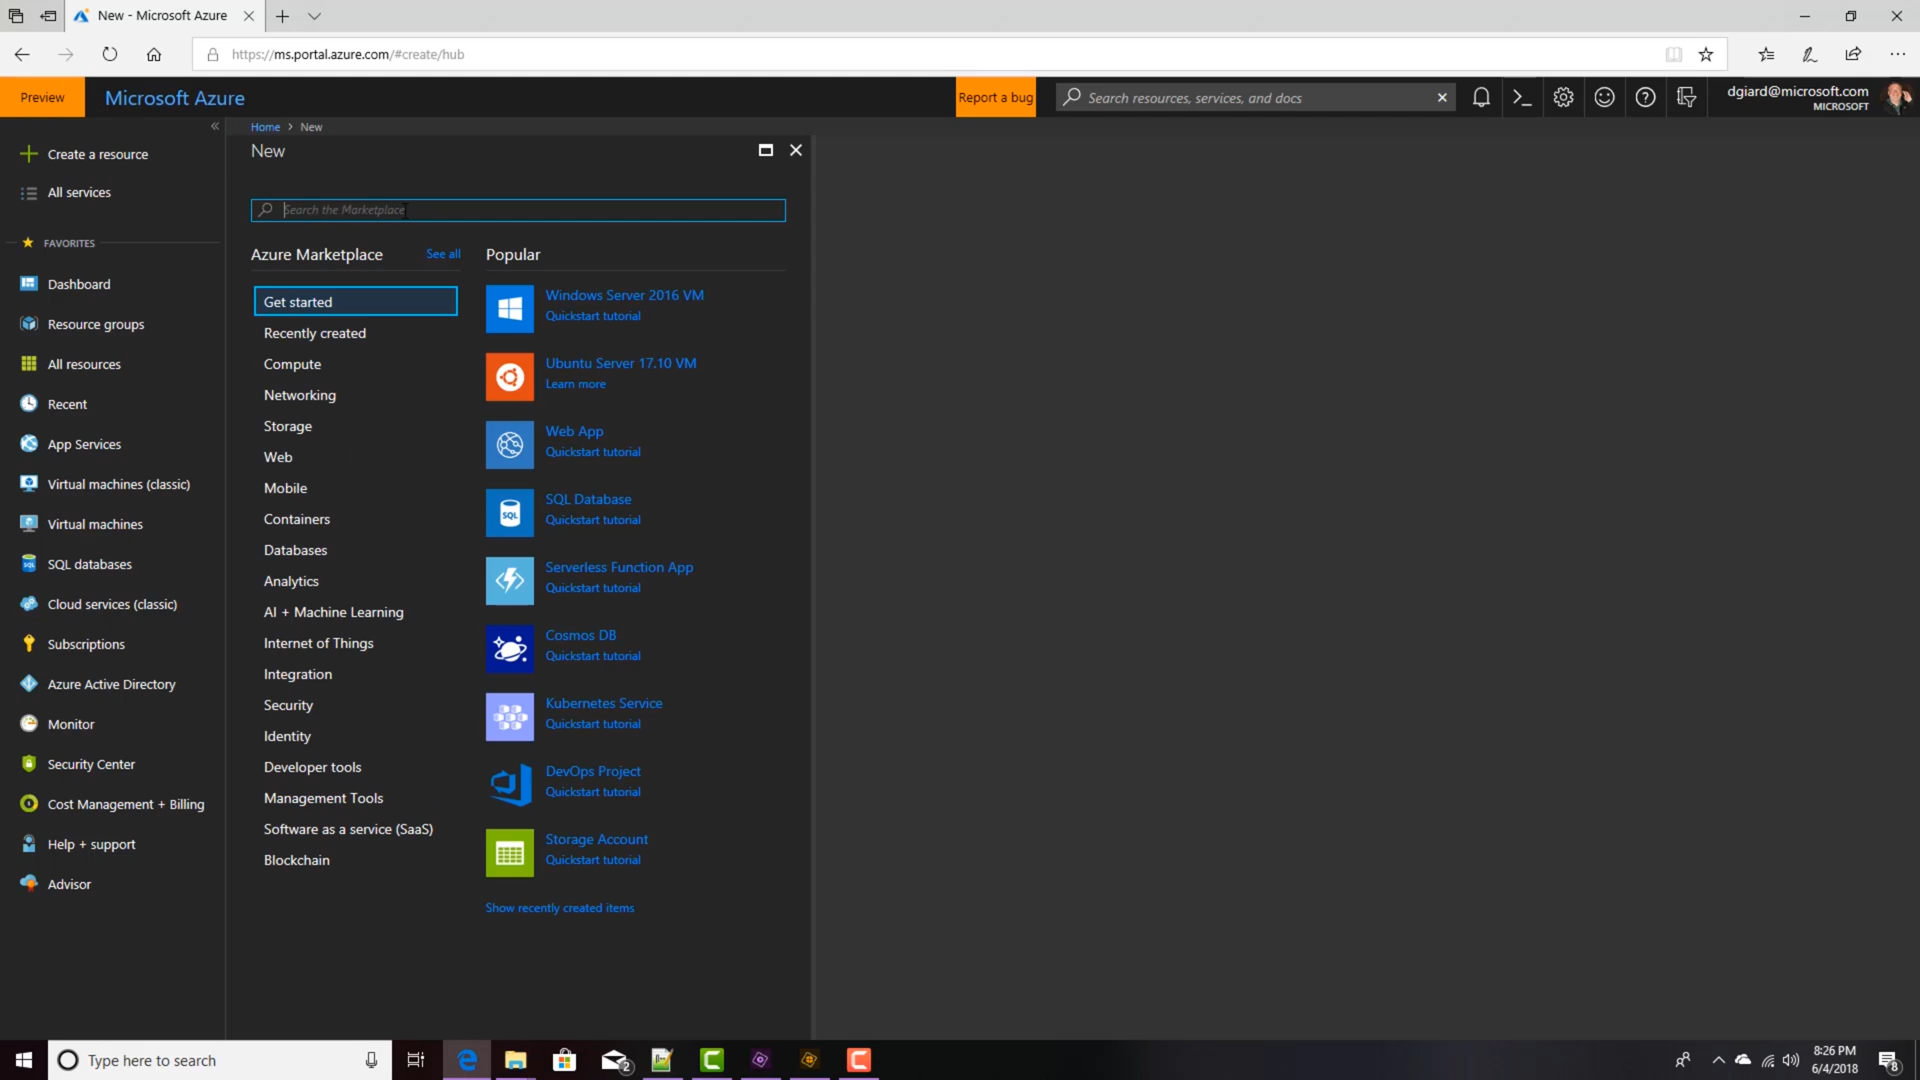 New - Microsoft Azure
https://ms.portal.azure.com/#create/hub
Preview
Microsoft Azure
Report a bug
Search resources, services, and docs
dgiard@microsoft.com
MICROSOFT
Home > New
New
Create a resource
All services
FAVORITES
Dashboard
Resource groups
All resources
Recent
App Services
Virtual machines (classic)
Virtual machines
SQL databases
Cloud services (classic)
Subscriptions
Azure Active Directory
Monitor
Security Center
Cost Management + Billing
Help + support
Advisor
Search the Marketplace
Azure Marketplace
See all
Get started
Recently created
Compute
Networking
Storage
Web
Mobile
Containers
Databases
Analytics
AI + Machine Learning
Internet of Things
Integration
Security
Identity
Developer tools
Management Tools
Software as a service (SaaS)
Blockchain
Popular
Windows Server 2016 VM
Quickstart tutorial
Ubuntu Server 17.10 VM
Learn more
Web App
Quickstart tutorial
SQL
SQL Database
Quickstart tutorial
Serverless Function App
Quickstart tutorial
Cosmos DB
Quickstart tutorial
Kubernetes Service
Quickstart tutorial
DevOps Project
Quickstart tutorial
Storage Account
Quickstart tutorial
Show recently created items
Type here to search
2
8:26 PM
6/4/2018
8